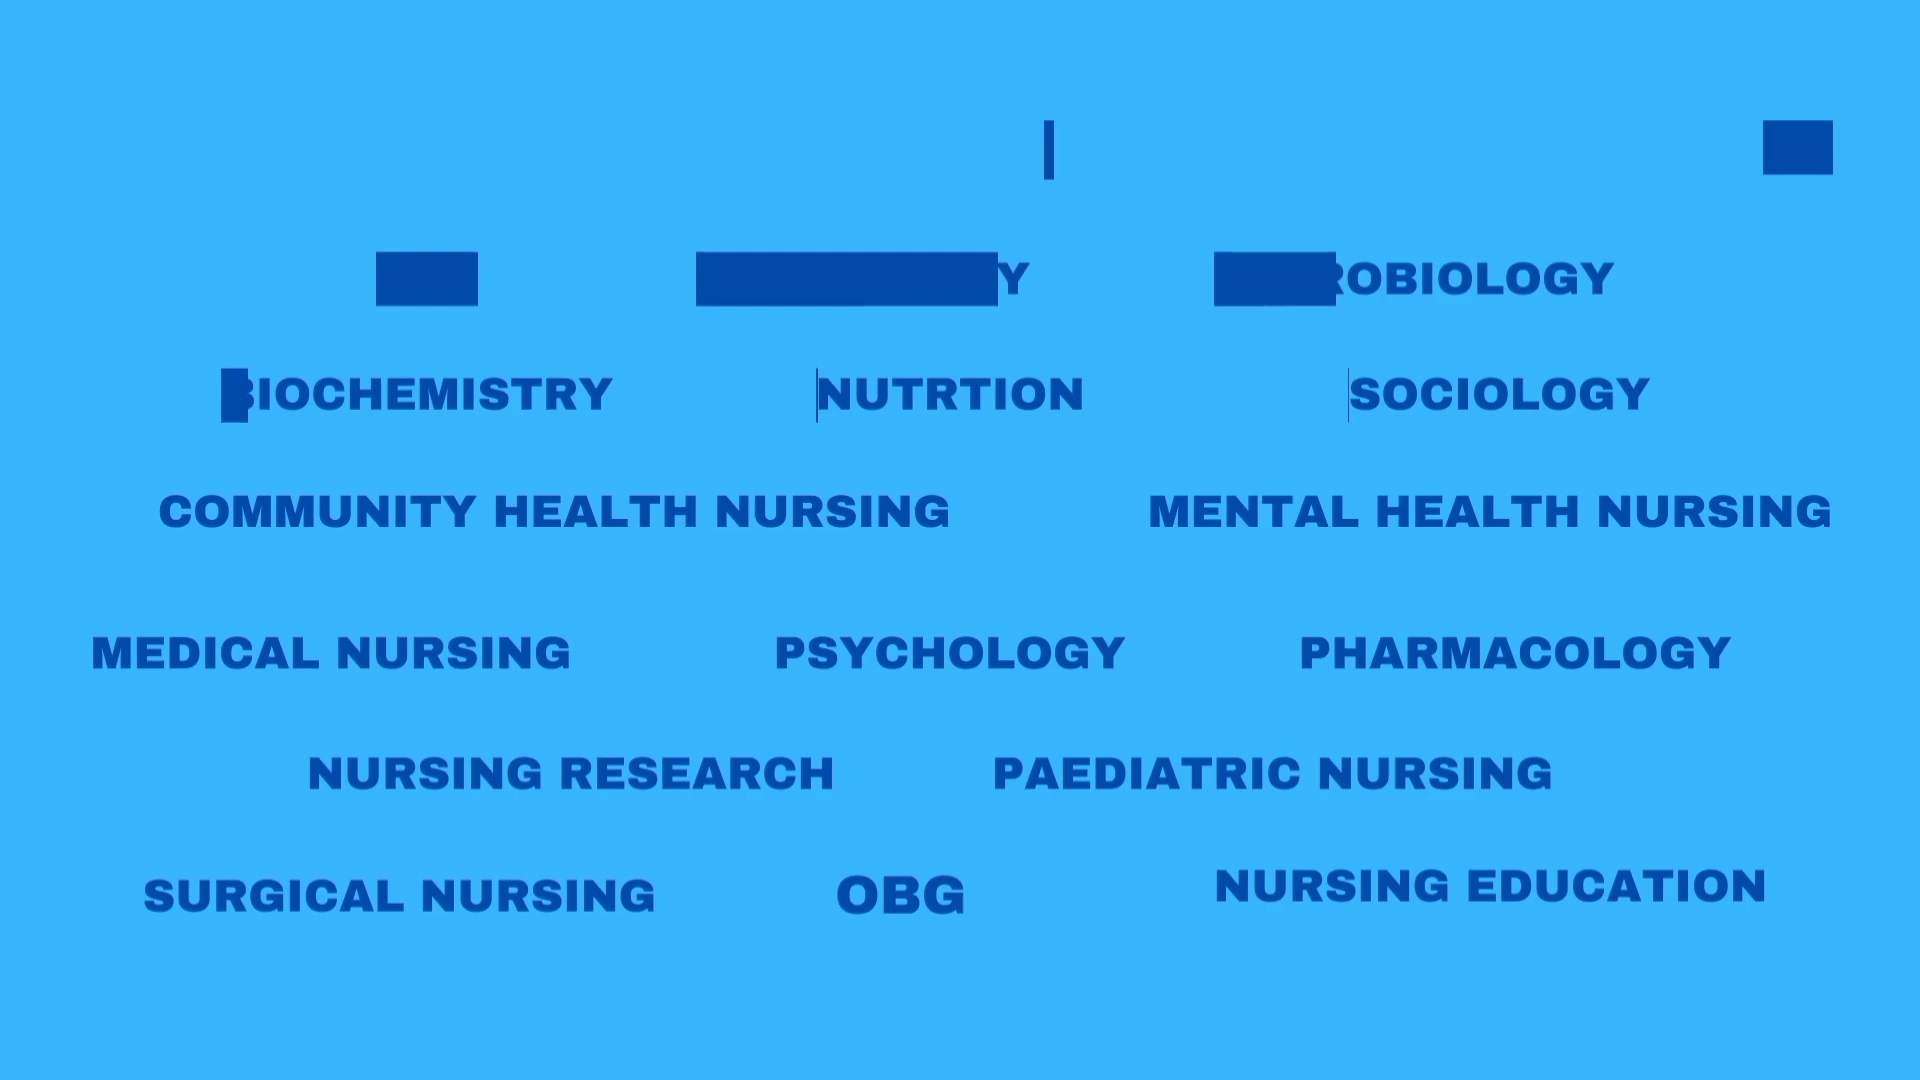 Y ROBIOLOGY
BIOCHEMISTRY NUTRTION SOCIOLOGY
COMMUNITY HEALTH NURSING MENTAL HEALTH NURSING
MEDICAL NURSING PSYCHOLOGY PHARMACOLOGY
NURSING RESEARCH PAEDIATRIC NURSING
SURGICAL NURSING OBG NURSING EDUCATION